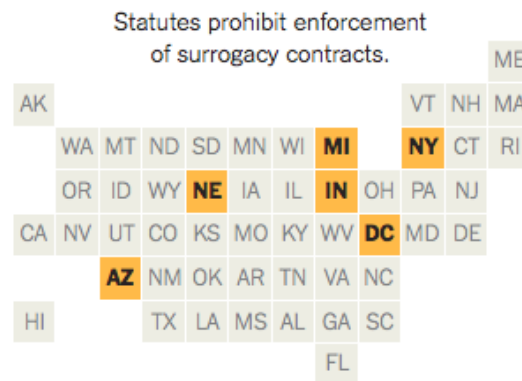 Statutes prohibit enforcement
of surrogacy contracts.
ME
AK VT NH MA
WA MT ND SD MN WI MI NY CT RI
OR ID WY NE IA IL IN OH PA NJ
CA NV UT CO KS MO KY WV DC MD DE
AZ NM OK AR TN VA NC
HI TX LA MS AL GA SC
FL